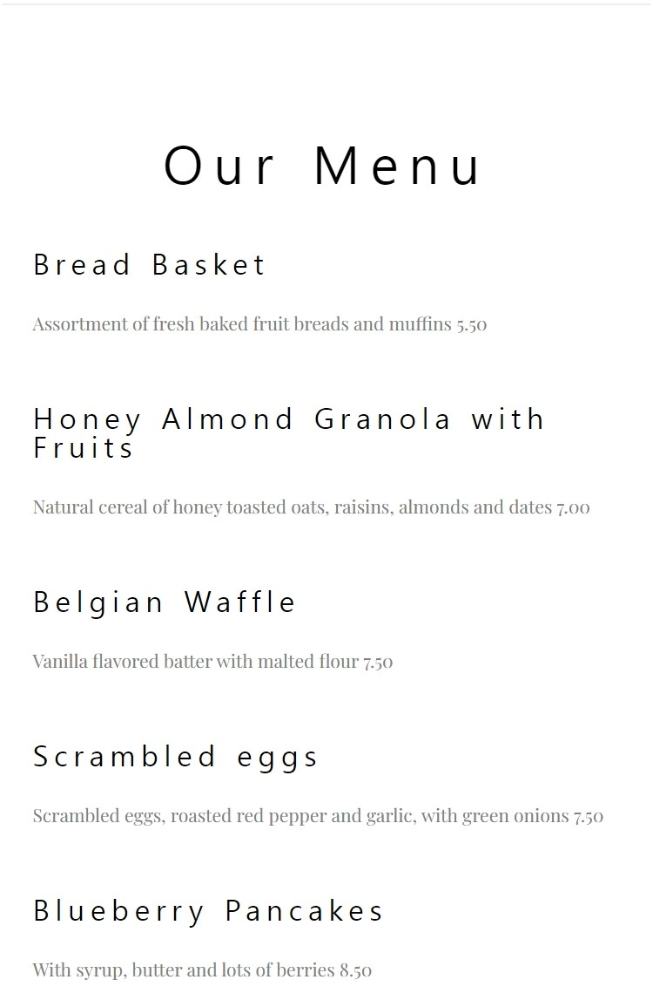 Our Menu
Bread Basket
Assortment of fresh baked fruit breads and muffins 5.50
Honey Almond Granola with
Fruits
Natural cereal of honey toasted oats, raisins, almonds and dates 7.00
Belgian Waffle
Vanilla flavored batter with malted flour 7.50
Scrambled eggs
Scrambled eggs, roasted red pepper and garlic, with green onions 7.50
Blueberry Pancakes
With syrup, butter and lots of berries 8.50